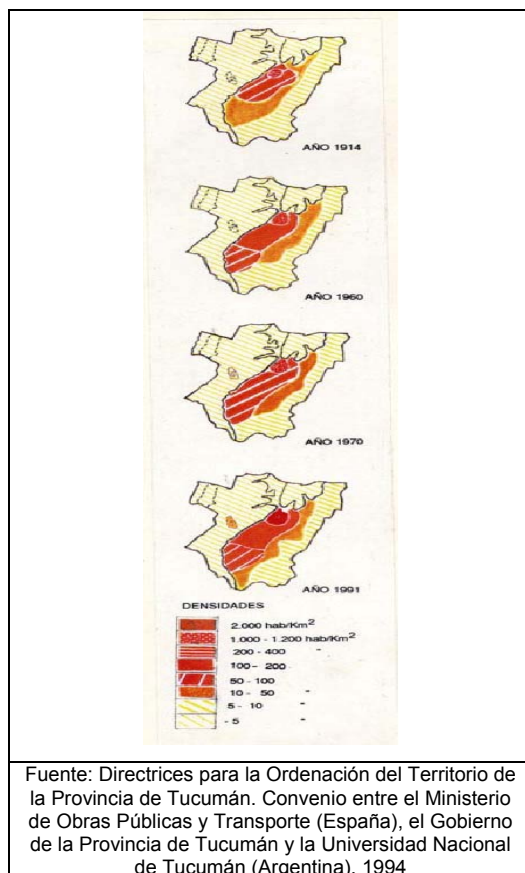 AÑO 1914
AÑO 1960
AÑO 1970
AÑO 1991
DENSIDADES
2.000 hab/Km²
1.000 - 1.200 hab/Km²
200 - 400 "
100 - 200
50 - 100
10 - 50 "
5 - 10 "
- 5 "
Fuente: Directrices para la Ordenación del Territorio de
la Provincia de Tucumán. Convenio entre el Ministerio
de Obras Públicas y Transporte (España), el Gobierno
de la Provincia de Tucumán y la Universidad Nacional
de Tucumán (Argentina), 1994